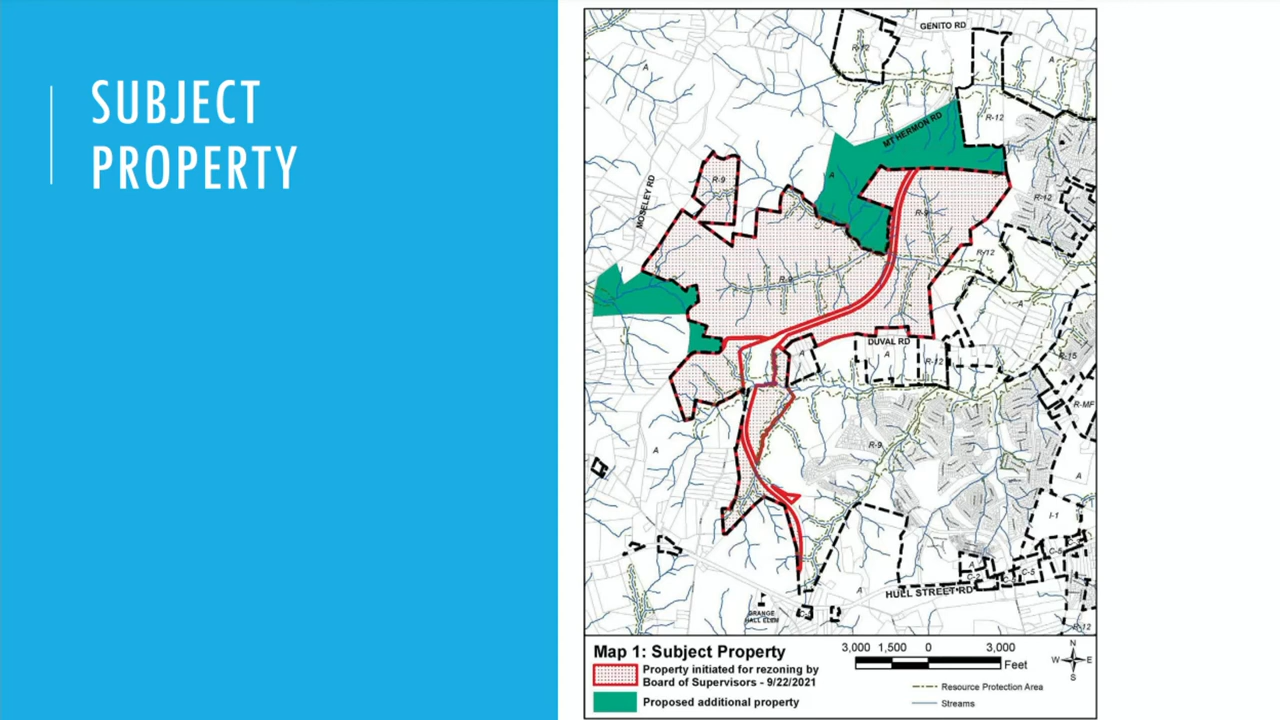 SUBJECT
PROPERTY
GENITO RD
R-12
A
A
R-12
MT HERMON RD
R-9
A
MOSELEY RD
R-12
R-9
R-12
R-9
A
DUVAL RD
A
A
R-12
R-15
R-MF
R-9
A
A
I-1
C-5
A
C-5
C-2
HULL STREET RD
A
GRANGE
HALL ELEM
R-12
Map 1: Subject Property
Property initiated for rezoning by
Board of Supervisors - 9/22/2021
Proposed additional property
3,000 1,500 0 3,000
Feet
N
W E
S
Resource Protection Area
Streams